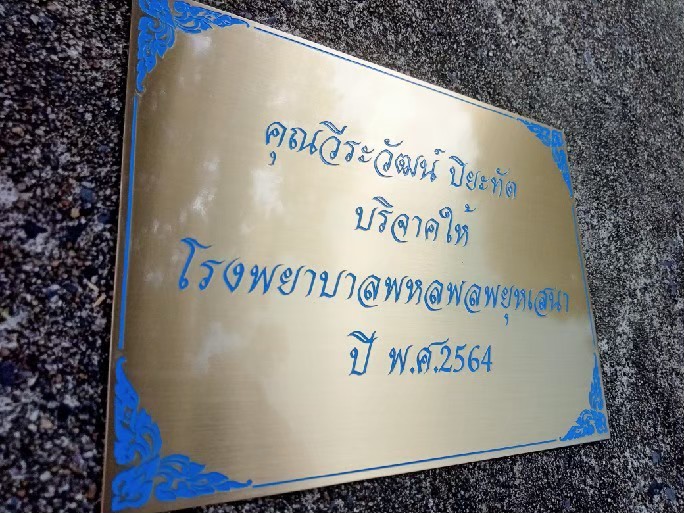 คุณวีระวัฒน์ ปิยะทัต
บริจาคให้
โรงพยาบาลพหลพลพยุหเสนา
ปี พ.ศ.2564